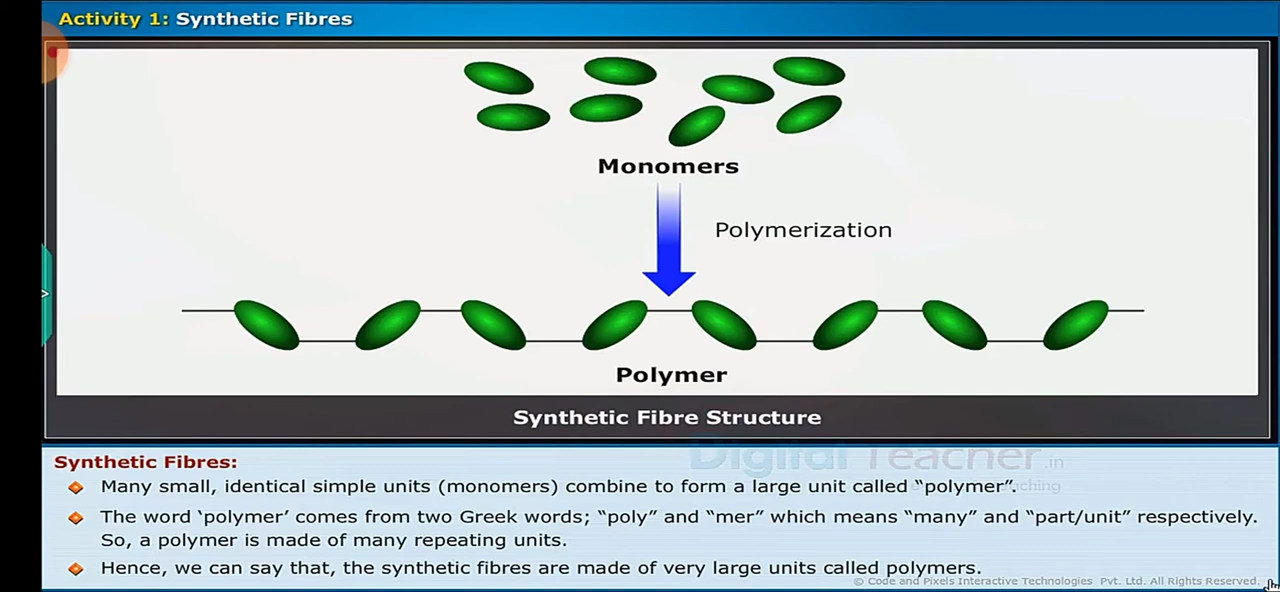 Activity 1: Synthetic Fibres
Monomers
Polymerization
Polymer
Synthetic Fibre Structure
Digital Teacher.in
Synthetic Fibres:
Many small, identical simple units (monomers) combine to form a large unit called “polymer”.
The word ‘polymer’ comes from two Greek words; “poly” and “mer” which means “many” and “part/unit” respectively.
So, a polymer is made of many repeating units.
Hence, we can say that, the synthetic fibres are made of very large units called polymers.
© Code and Pixels Interactive Technologies Pvt. Ltd. All Rights Reserved.